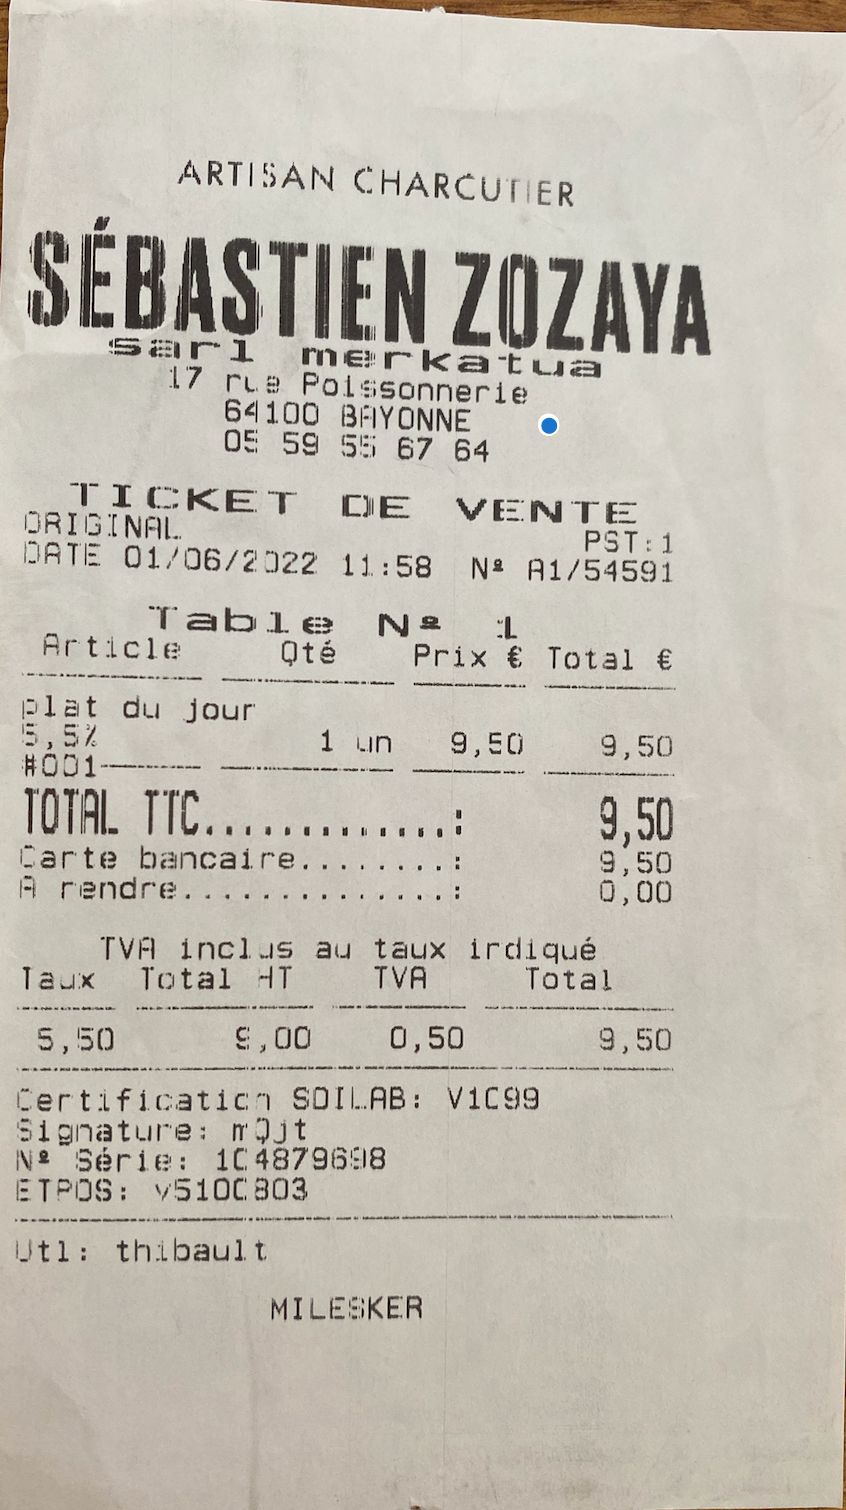 ARTISAN CHARCUTIER
SÉBASTIEN ZOZAYA
sarl merkatua
17 rue Poissonnerie
64100 BAYONNE
05 59 55 67 64
TICKET DE VENTE
ORIGINAL PST:1
DATE 01/06/2022 11:58 Nº A1/54591
Table Nº 1
Article Qté Prix € Total €
plat du jour
5,5% 1 un 9,50 9,50
#001
TOTAL TTC..............: 9,50
Carte bancaire........: 9,50
A rendre..............: 0,00
TVA inclus au taux indiqué
Taux Total HT TVA Total
5,50 9,00 0,50 9,50
Certification SOILAB: V1C99
Signature: mQjt
Nº Série: 104879698
ETPOS: v5100803
Utl: thibault
MILESKER